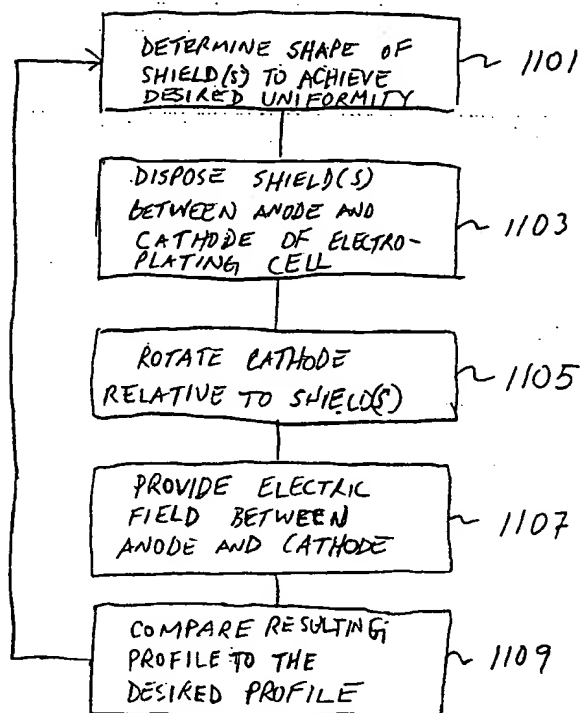 DETERMINE SHAPE OF
SHIELD(S) TO ACHIEVE
DESIRED UNIFORMITY
1101
DISPOSE SHIELD(S)
BETWEEN ANODE AND
CATHODE OF ELECTRO-
PLATING CELL
1103
ROTATE CATHODE
RELATIVE TO SHIELD(S)
1105
PROVIDE ELECTRIC
FIELD BETWEEN
ANODE AND CATHODE
1107
COMPARE RESULTING
PROFILE TO THE
DESIRED PROFILE
1109